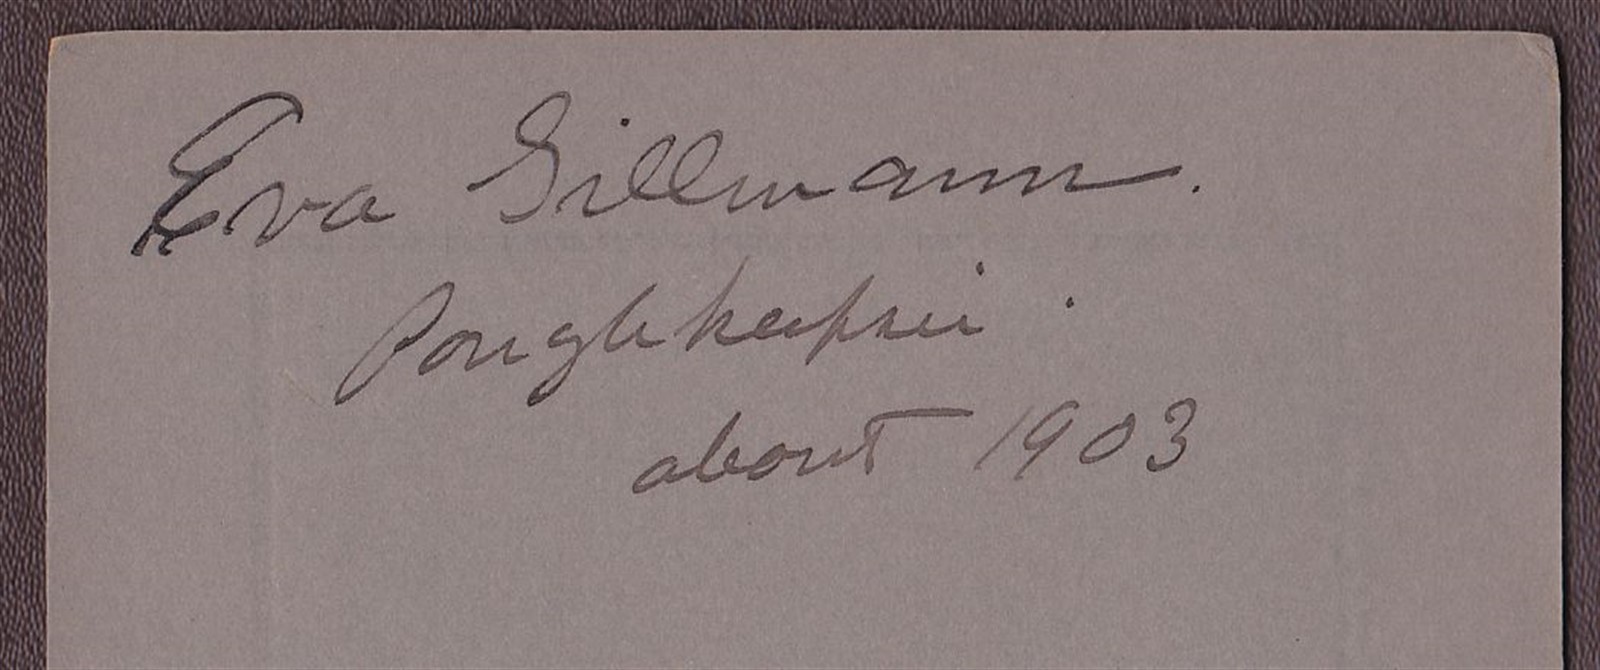 Eva Gillmann.
Poughkeepsie.
about 1903